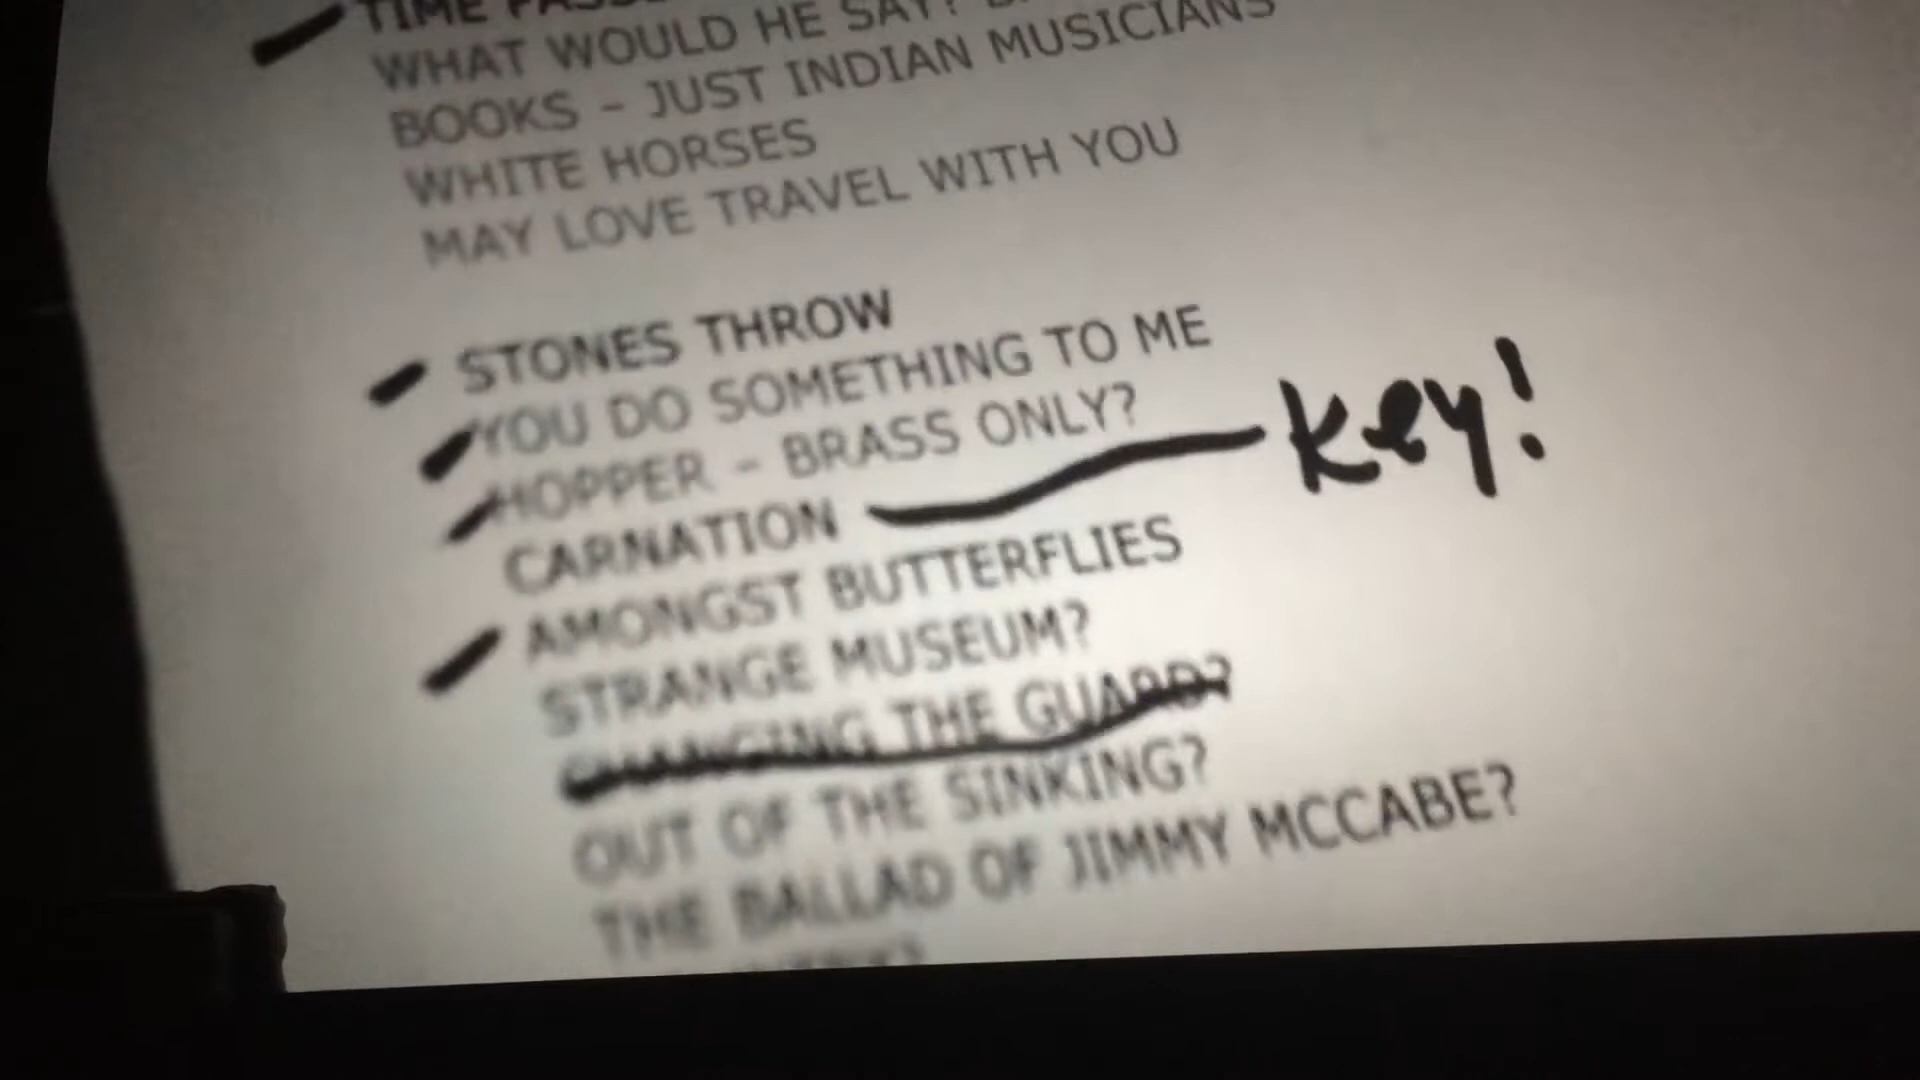 TIME
WHAT WOULD HE SAY?
BOOKS – JUST INDIAN MUSICIANS
WHITE HORSES
MAY LOVE TRAVEL WITH YOU
STONES THROW
YOU DO SOMETHING TO ME
HOPPER – BRASS ONLY?
CARNATION
Key!
AMONGST BUTTERFLIES
STRANGE MUSEUM?
CHANGING THE GUARD?
OUT OF THE SINKING?
THE BALLAD OF JIMMY MCCABE?